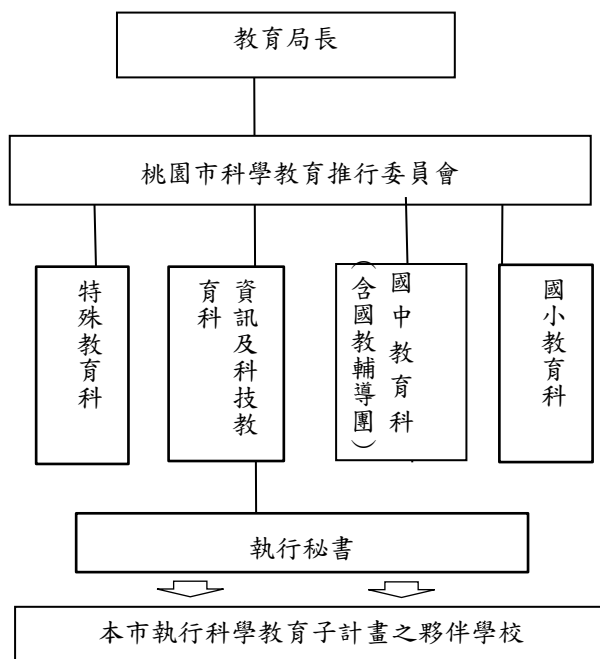 教育局長
桃園市科學教育推行委員會
特殊教育科
資訊及科技教
育科
國中教育科
（含國教輔導團）
國小教育科
執行秘書
本市執行科學教育子計畫之夥伴學校